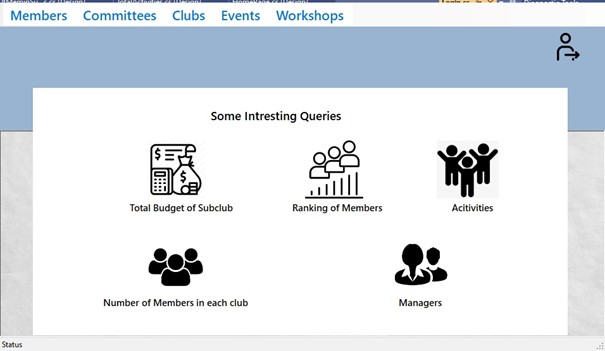 Members Committees Clubs Events Workshops
Some Intresting Queries
Total Budget of Subclub
Ranking of Members
Acitivities
Number of Members in each club
Managers
Status